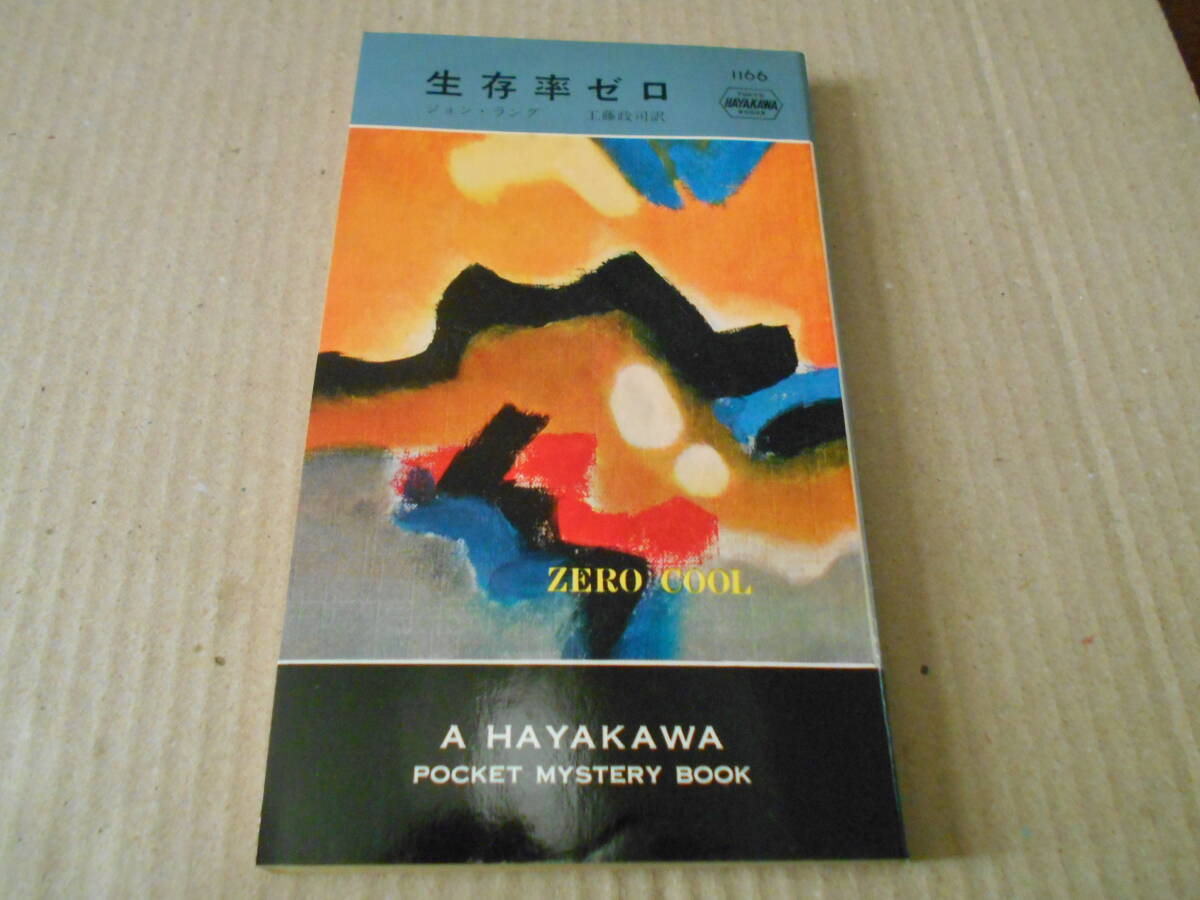 生存率ゼロ
1166
ジョン・ラング 工藤政司訳
TOKYO
HAYAKAWA
ZERO COOL
A HAYAKAWA
POCKET MYSTERY BOOK